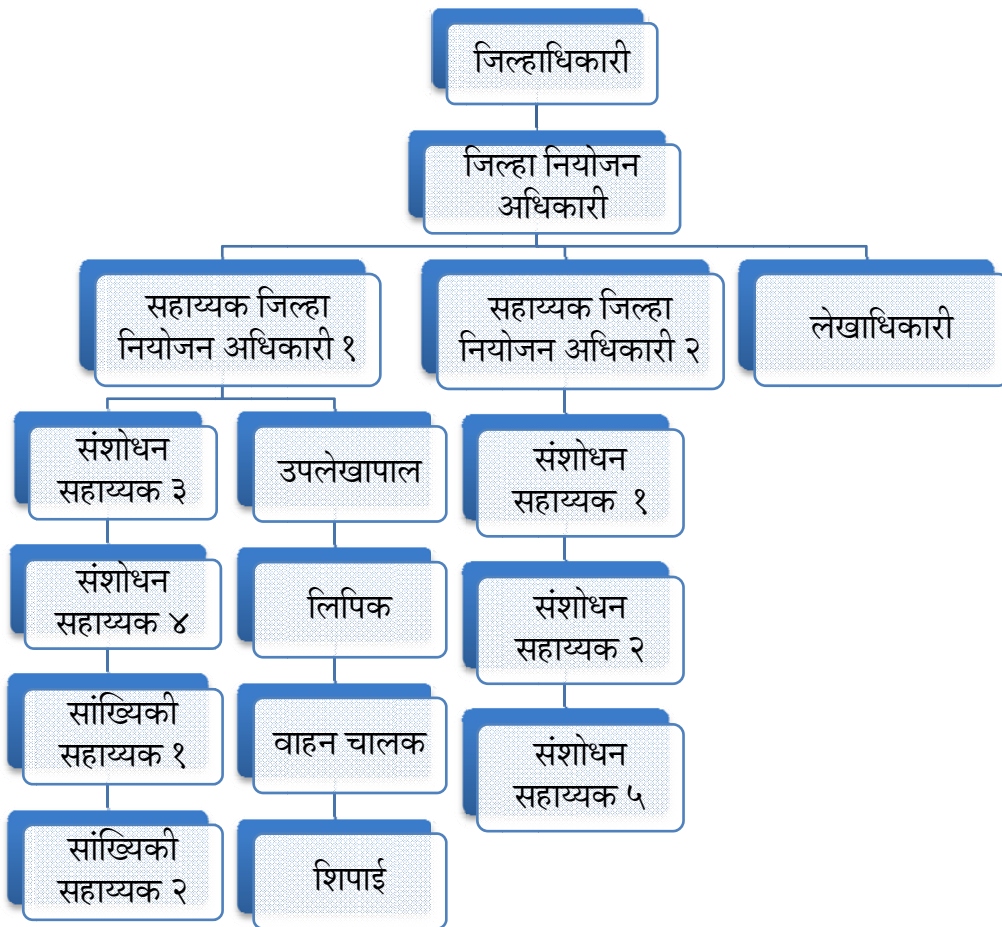 जिल्हाधिकारी
जिल्हा नियोजन
अधिकारी
सहाय्यक जिल्हा
नियोजन अधिकारी १
सहाय्यक जिल्हा
नियोजन अधिकारी २
लेखाधिकारी
संशोधन
सहाय्यक ३
उपलेखापाल
संशोधन
सहाय्यक १
संशोधन
सहाय्यक ४
लिपिक
संशोधन
सहाय्यक २
सांख्यिकी
सहाय्यक १
वाहन चालक
संशोधन
सहाय्यक ५
सांख्यिकी
सहाय्यक २
शिपाई